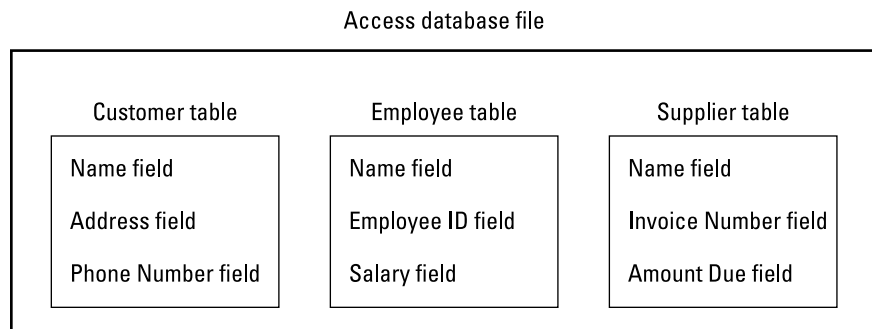 Access database file
Customer table
Name field
Address field
Phone Number field
Employee table
Name field
Employee ID field
Salary field
Supplier table
Name field
Invoice Number field
Amount Due field